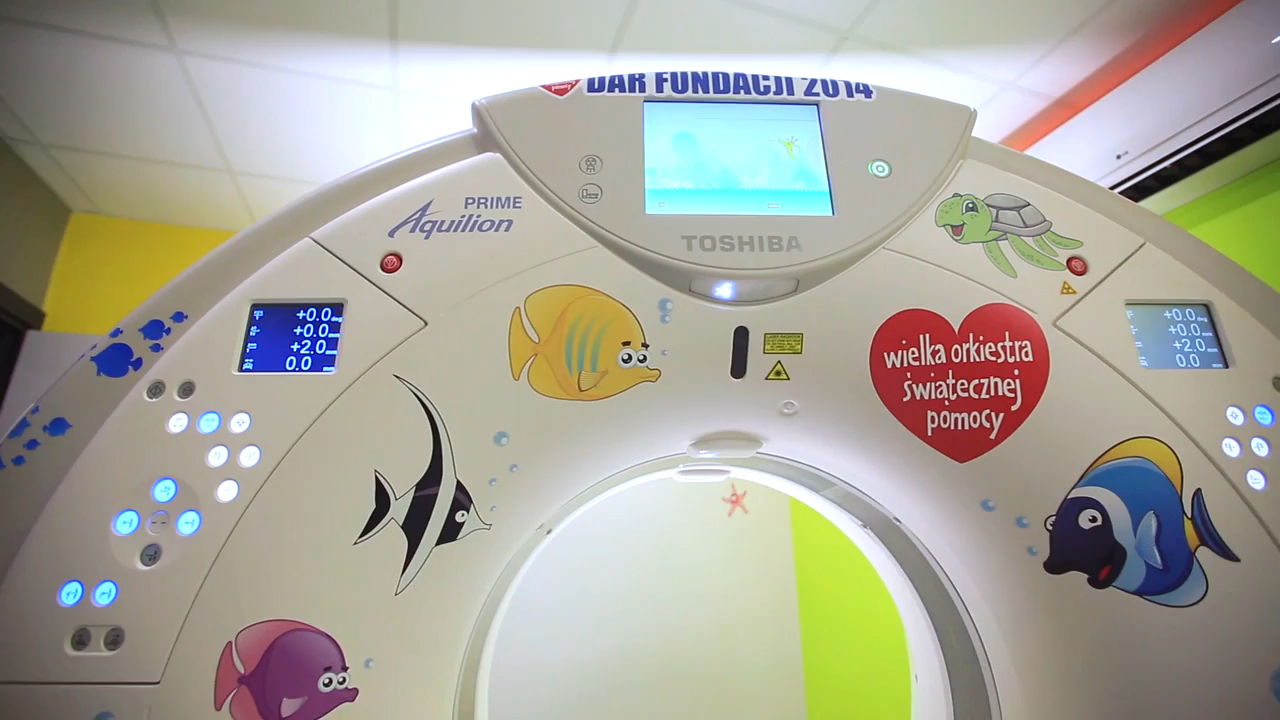 DAR FUNDACJI 2014
PRIME
Aquilion
TOSHIBA
wielka orkiestra
świątecznej
pomocy
+0.0
+0.0
+2.0
0.0
+0.0
+0.0
+2.0
0.0